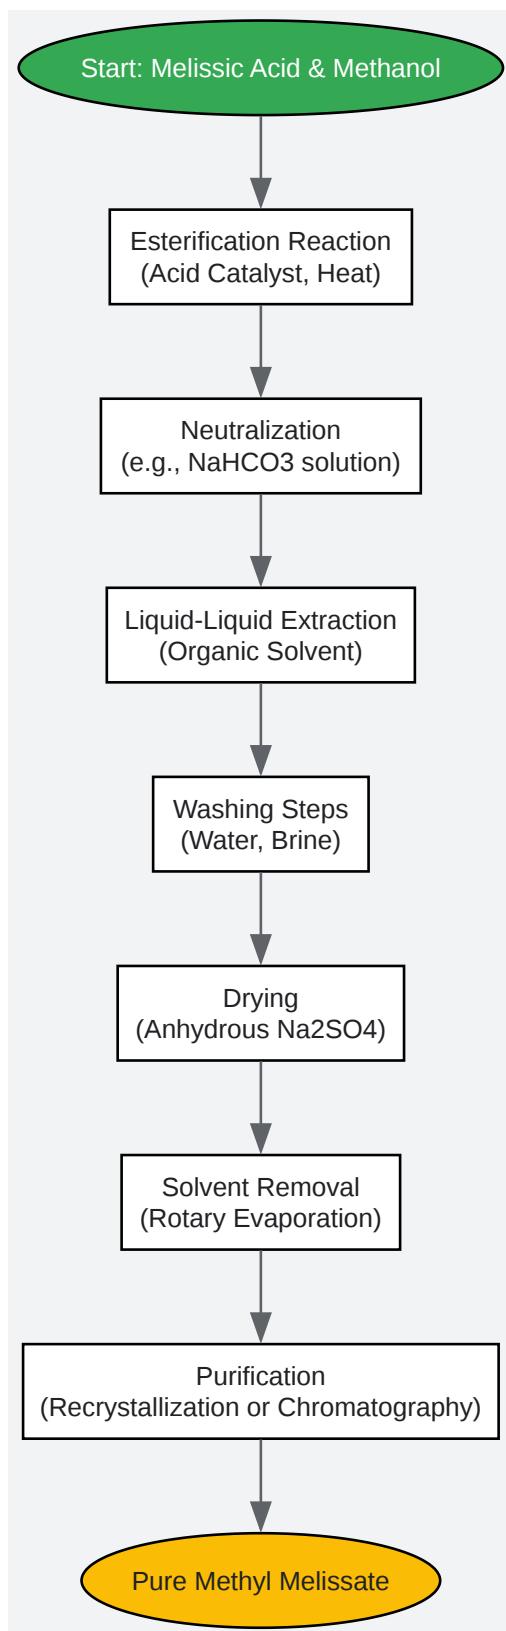 Start: Melissic Acid & Methanol
Esterification Reaction
(Acid Catalyst, Heat)
Neutralization
(e.g., NaHCO3 solution)
Liquid-Liquid Extraction
(Organic Solvent)
Washing Steps
(Water, Brine)
Drying
(Anhydrous Na2SO4)
Solvent Removal
(Rotary Evaporation)
Purification
(Recrystallization or Chromatography)
Pure Methyl Melissate